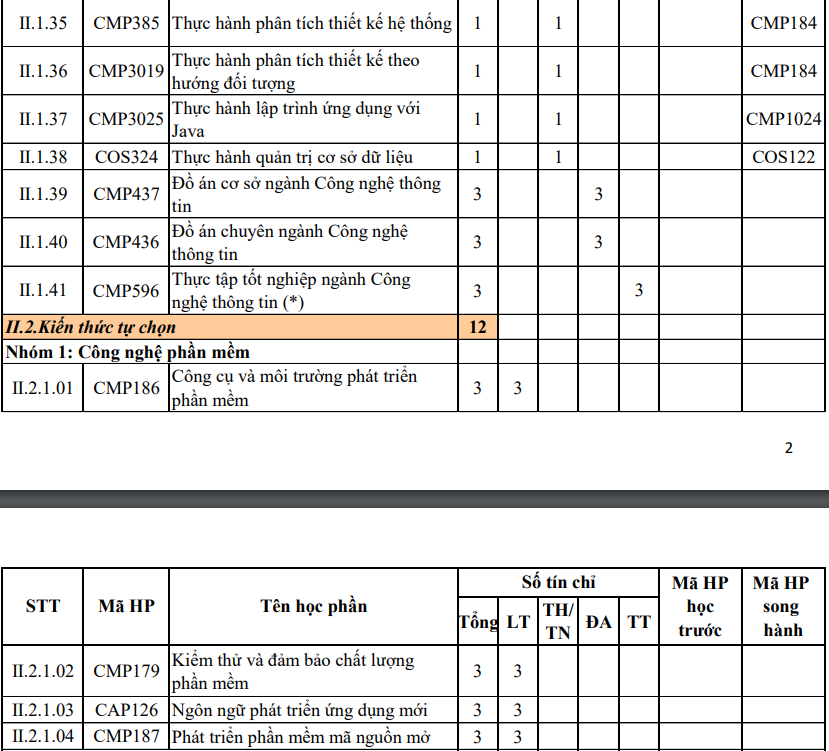 II.1.35 CMP385 Thực hành phân tích thiết kế hệ thống 1 1 CMP184
II.1.36 CMP3019 Thực hành phân tích thiết kế theo
hướng đối tượng 1 1 CMP184
II.1.37 CMP3025 Thực hành lập trình ứng dụng với
Java 1 1 CMP1024
II.1.38 COS324 Thực hành quản trị cơ sở dữ liệu 1 1 COS122
II.1.39 CMP437 Đồ án cơ sở ngành Công nghệ thông
tin 3 3
II.1.40 CMP436 Đồ án chuyên ngành Công nghệ
thông tin 3 3
II.1.41 CMP596 Thực tập tốt nghiệp ngành Công
nghệ thông tin (*) 3 3
II.2.Kiến thức tự chọn 12
Nhóm 1: Công nghệ phần mềm
II.2.1.01 CMP186 Công cụ và môi trường phát triển
phần mềm 3 3
2
STT Mã HP Tên học phần Số tín chỉ Mã HP học trước Mã HP song hành
Tổng LT TH/TN ĐA TT
II.2.1.02 CMP179 Kiểm thử và đảm bảo chất lượng
phần mềm 3 3
II.2.1.03 CAP126 Ngôn ngữ phát triển ứng dụng mới 3 3
II.2.1.04 CMP187 Phát triển phần mềm mã nguồn mở 3 3